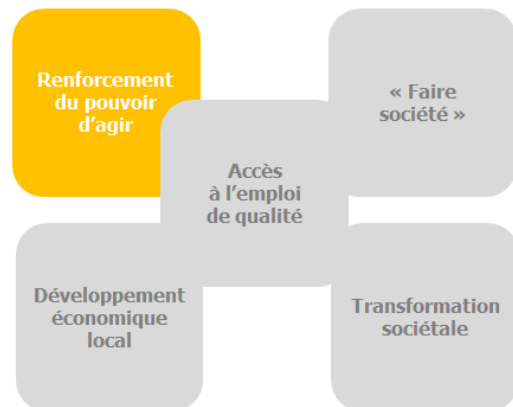 Renforcement
du pouvoir
d’agir
« Faire
société »
Accès
à l’emploi
de qualité
Développement
économique
local
Transformation
sociétale